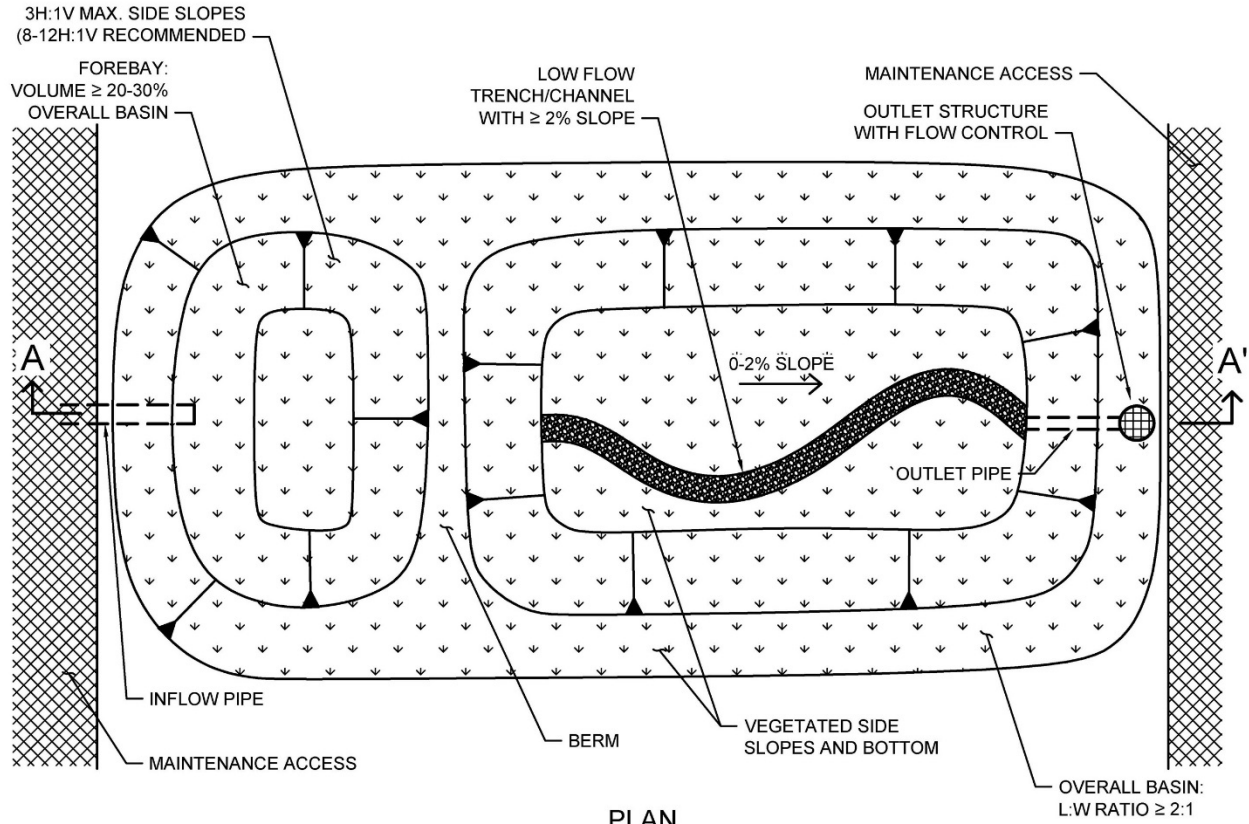 3H:1V MAX. SIDE SLOPES
(8-12H:1V RECOMMENDED
FOREBAY:
VOLUME ≥ 20-30%
OVERALL BASIN
LOW FLOW
TRENCH/CHANNEL
WITH ≥ 2% SLOPE
MAINTENANCE ACCESS
OUTLET STRUCTURE
WITH FLOW CONTROL
A
A'
0-2% SLOPE
`OUTLET PIPE
INFLOW PIPE
MAINTENANCE ACCESS
BERM
VEGETATED SIDE
SLOPES AND BOTTOM
OVERALL BASIN:
L:W RATIO ≥ 2:1
PLAN